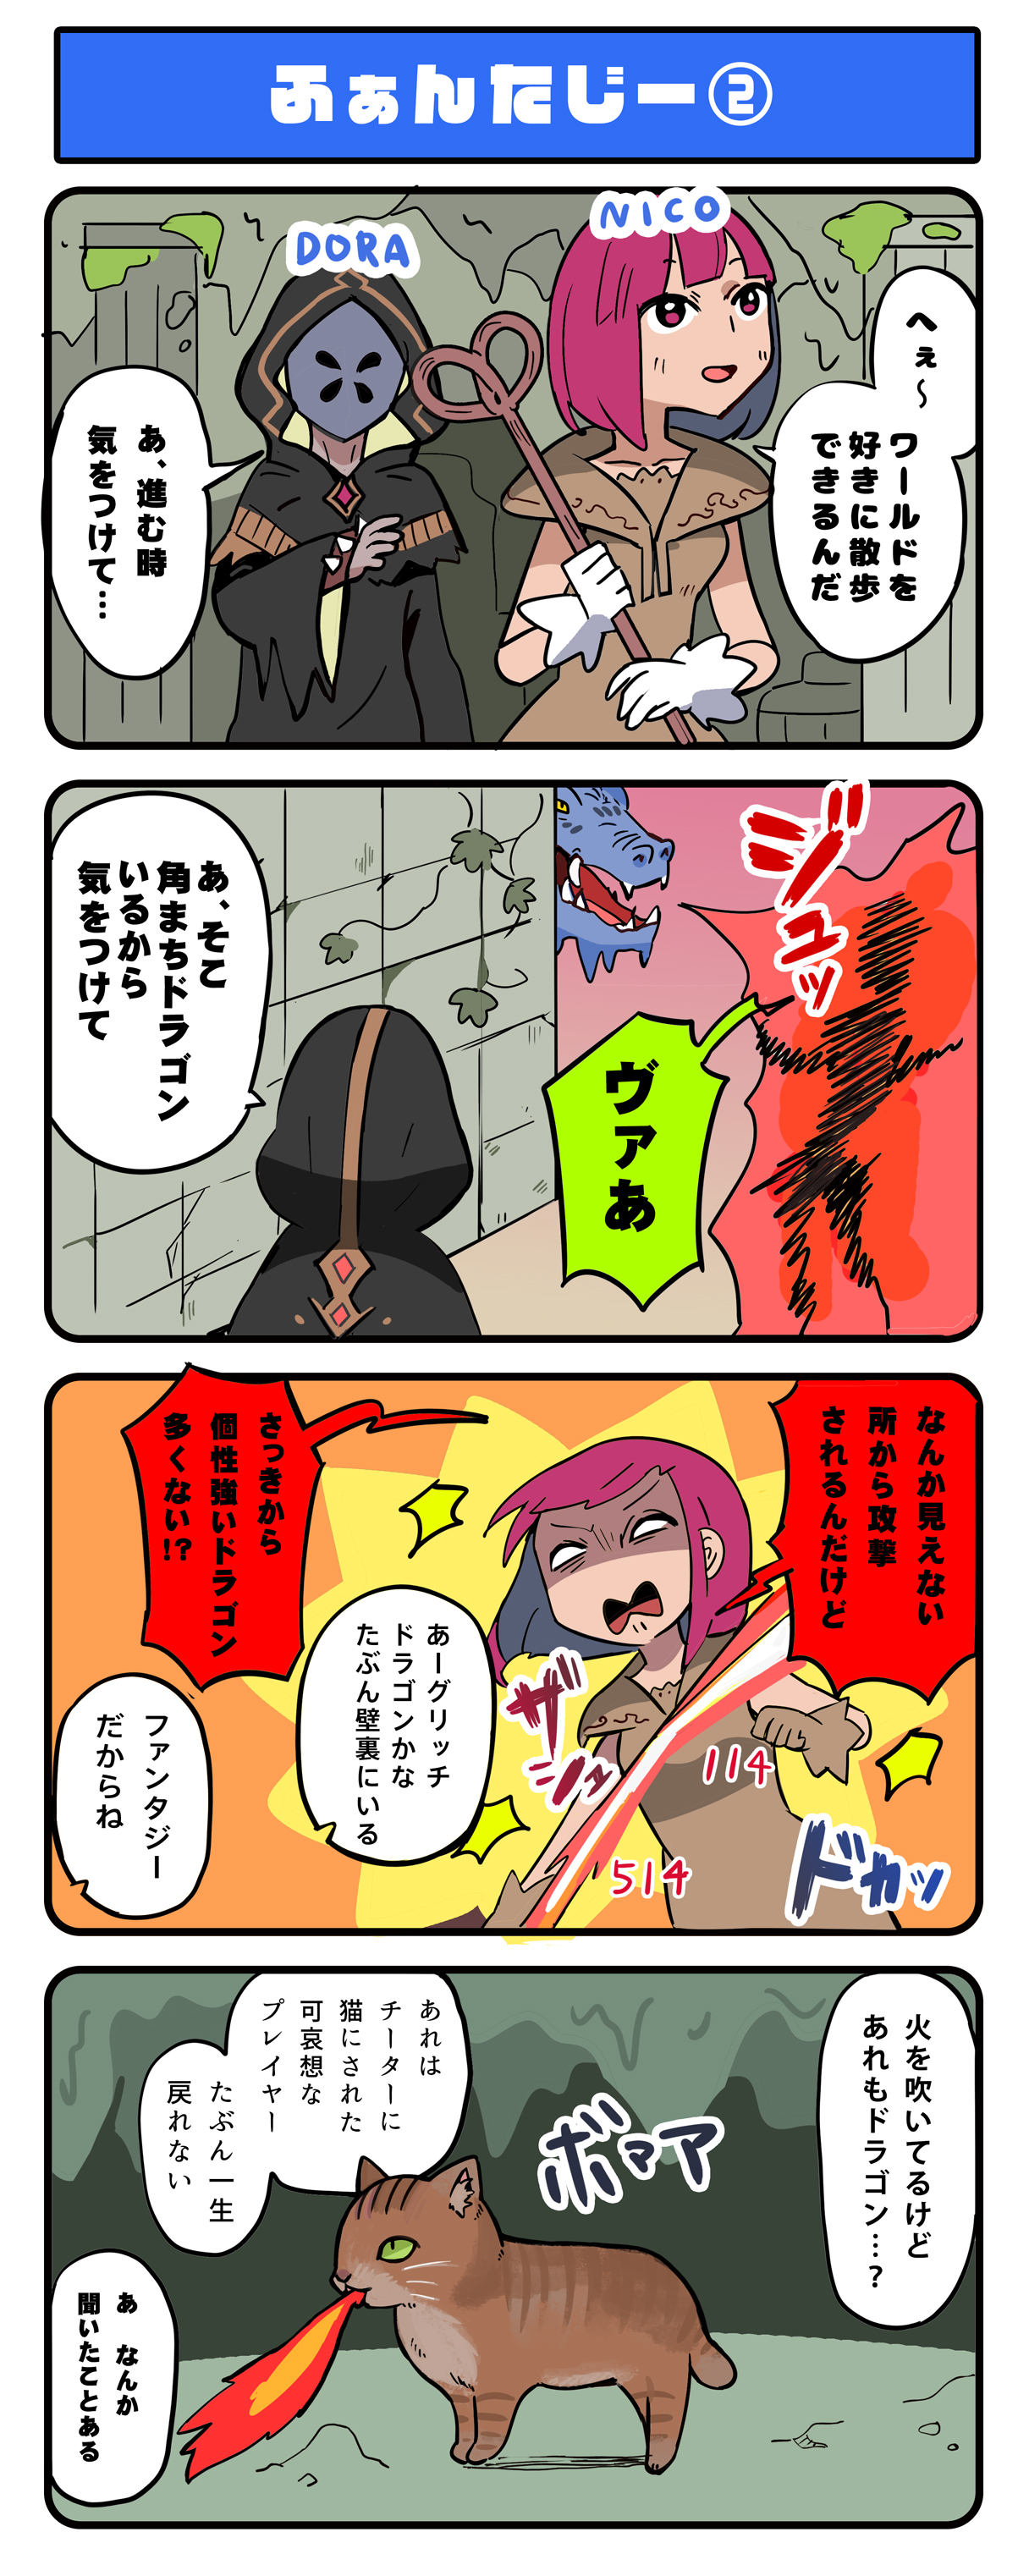 ふぁんたじー②
NICO
DORA
へぇ〜
ワールドを
好きに散歩
できるんだ
あ、進む時
気をつけて…
ジュッ
ヴァあ
あ、そこ
角まちドラゴン
いるから
気をつけて
なんか見えない
所から攻撃
されるんだけど
さっきから
個性強いドラゴン
多くない!?
ザシュ
114
514
ドカッ
あーグリッチ
ドラゴンかな
たぶん壁裏にいる
ファンタジー
だからね
火を吹いてるけど
あれもドラゴン…?
ボァア
あれは
チーターに
猫にされた
可哀想な
プレイヤー
たぶん一生
戻れない
あ なんか
聞いたことある